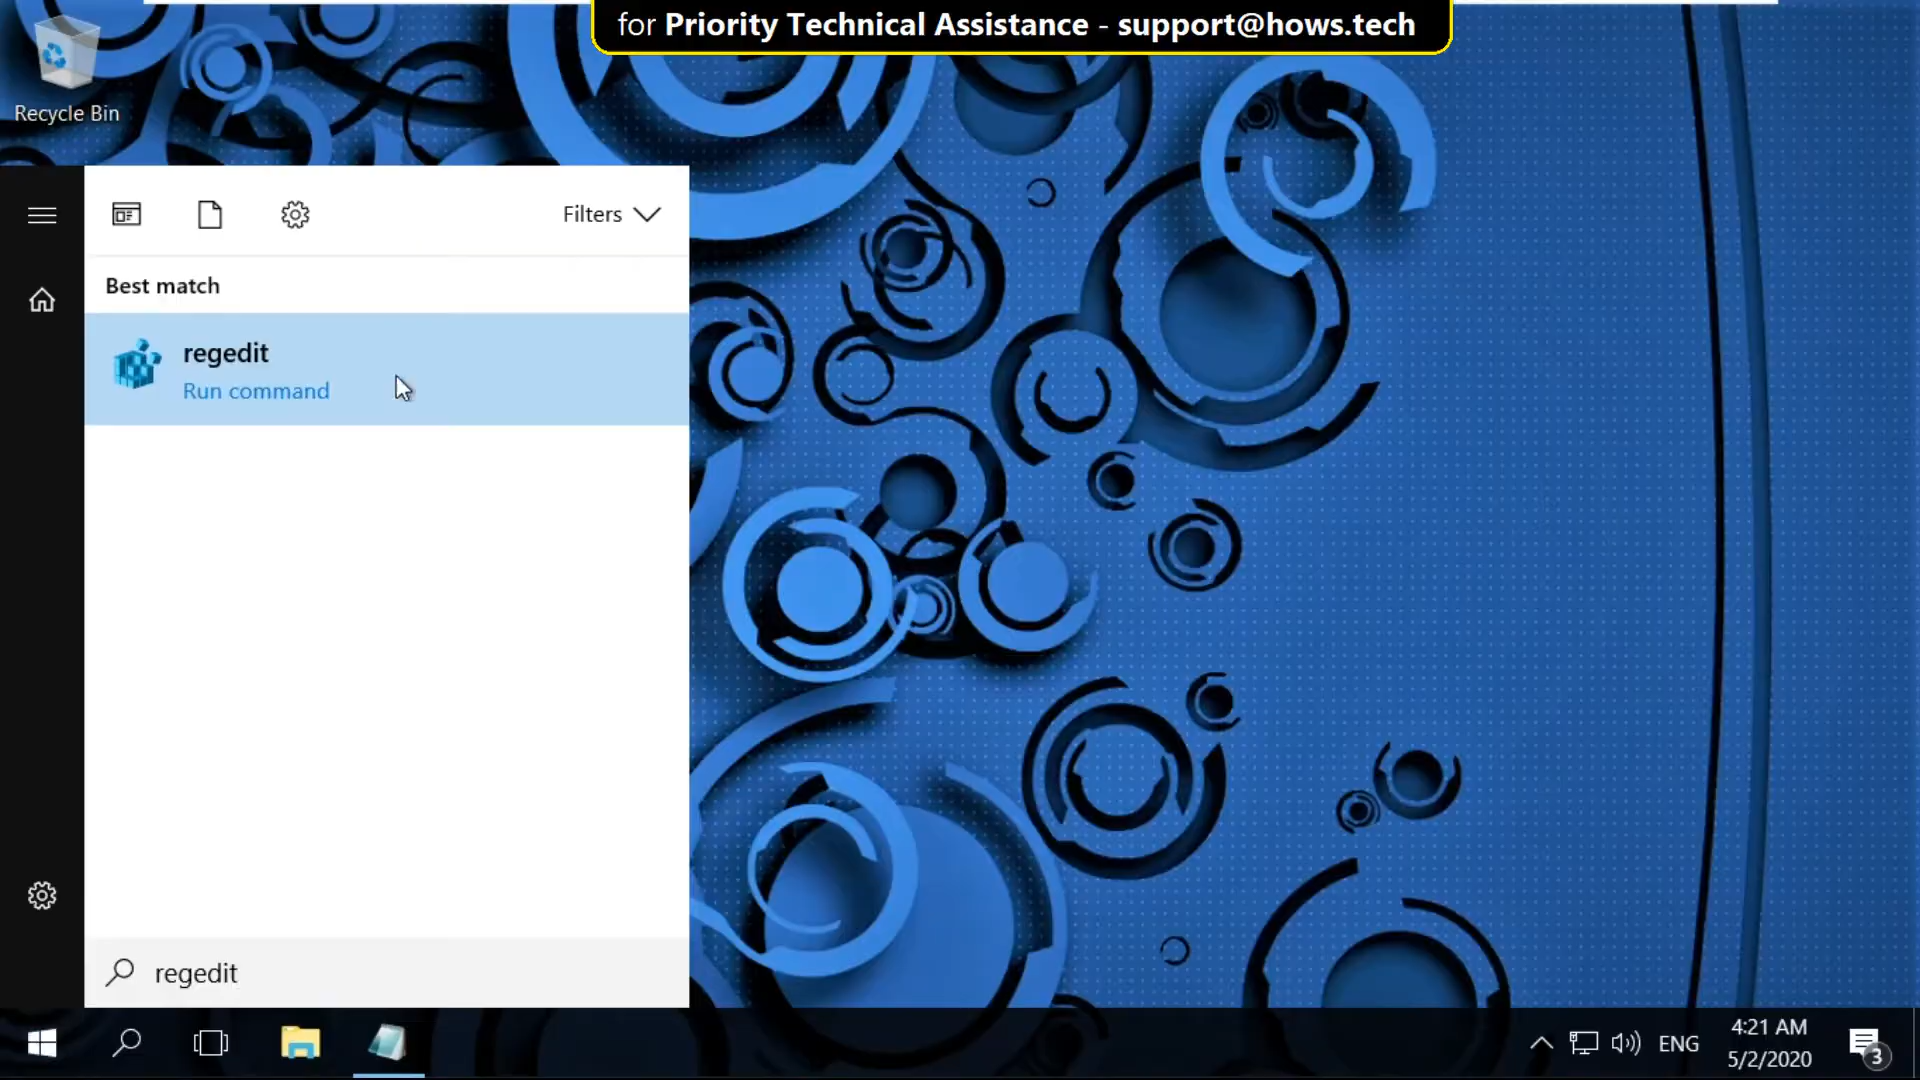 for Priority Technical Assistance - support@hows.tech
Recycle Bin
Filters
Best match
regedit
Run command
regedit
ENG
4:21 AM
5/2/2020
3